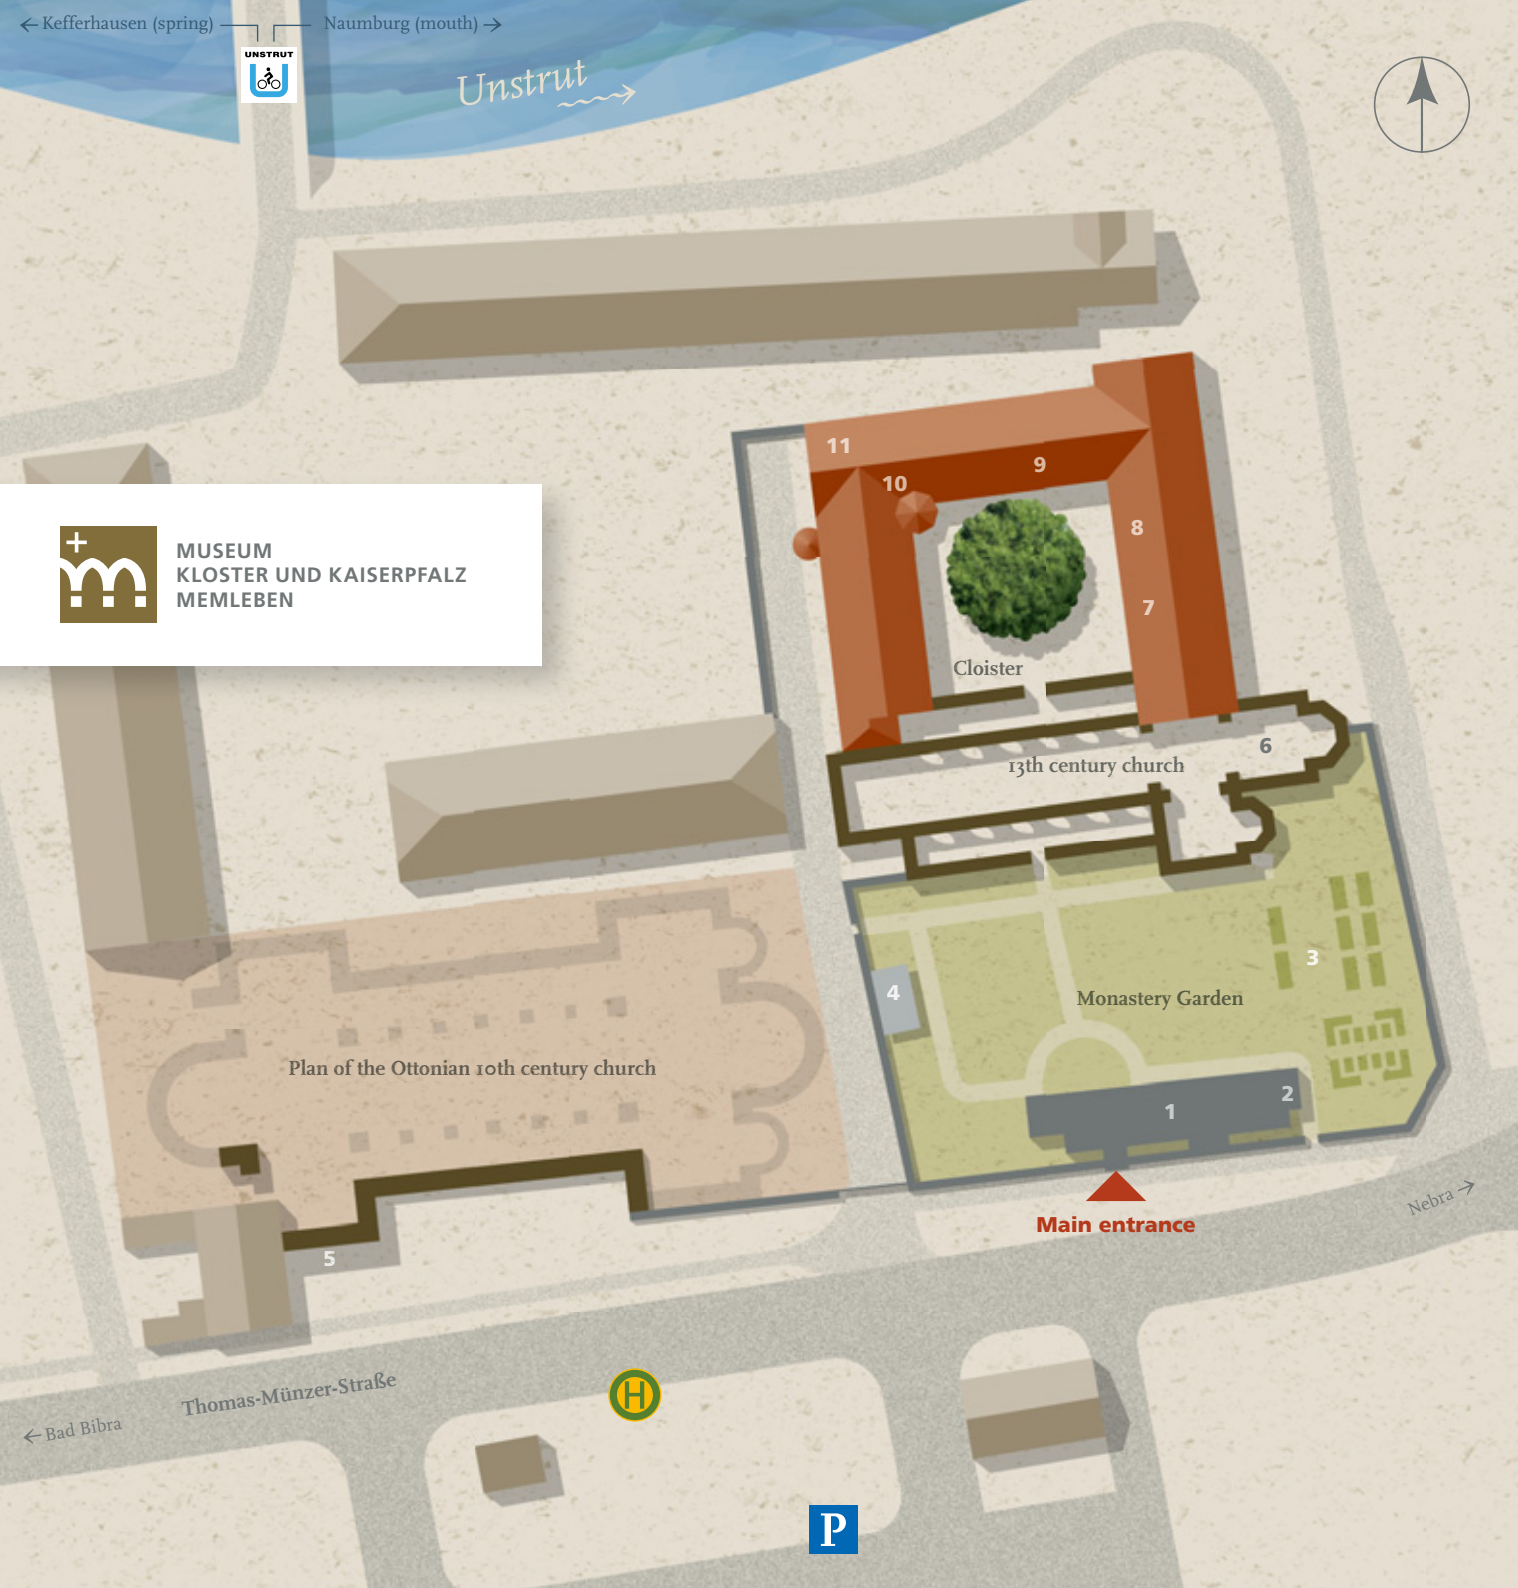 ← Kefferhausen (spring)
Naumburg (mouth) →
UNSTRUT
Unstrut
11
9
10
8
7
MUSEUM
KLOSTER UND KAISERPFALZ
MEMLEBEN
Cloister
6
13th century church
3
4
Monastery Garden
Plan of the Ottonian 10th century church
2
1
Nebra →
Main entrance
5
Thomas-Münzer-Straße
H
← Bad Bibra
P